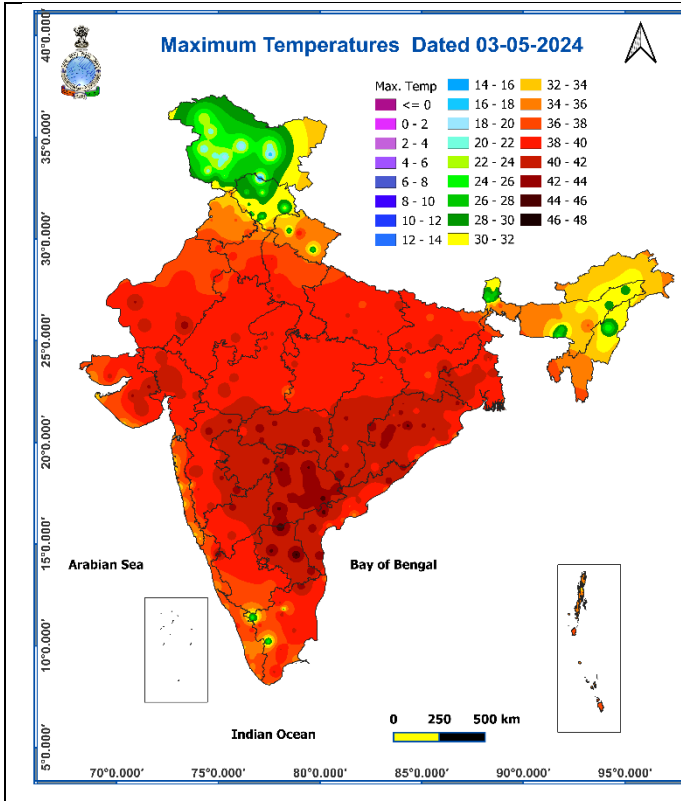 Maximum Temperatures Dated 03-05-2024
Max. Temp
<= 0
0 - 2
2 - 4
4 - 6
6 - 8
8 - 10
10 - 12
12 - 14
14 - 16
16 - 18
18 - 20
20 - 22
22 - 24
24 - 26
26 - 28
28 - 30
30 - 32
32 - 34
34 - 36
36 - 38
38 - 40
40 - 42
42 - 44
44 - 46
46 - 48
40°0.000'
35°0.000'
30°0.000'
25°0.000'
20°0.000'
15°0.000'
10°0.000'
5°0.000'
Arabian Sea
Bay of Bengal
Indian Ocean
0 250 500 km
70°0.000' 75°0.000' 80°0.000' 85°0.000' 90°0.000' 95°0.000'